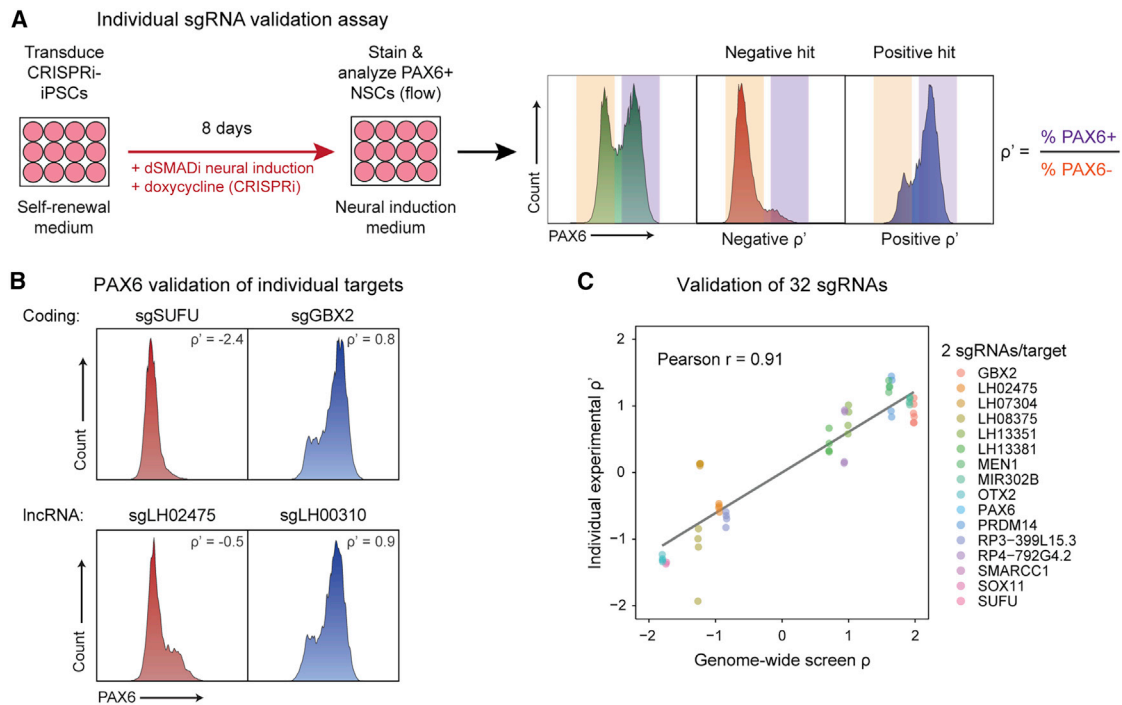 A
Individual sgRNA validation assay
Transduce
CRISPRi-
iPSCs
Self-renewal
medium
8 days
+ dSMADi neural induction
+ doxycycline (CRISPRi)
Stain &
analyze PAX6+
NSCs (flow)
Neural induction
medium
Negative hit
Positive hit
Count
PAX6
Negative ρ’
Positive ρ’
ρ’ =
% PAX6+
% PAX6-
B
PAX6 validation of individual targets
Coding:
sgSUFU
sgGBX2
ρ’ = -2.4
ρ’ = 0.8
Count
lncRNA:
sgLH02475
sgLH00310
ρ’ = -0.5
ρ’ = 0.9
Count
PAX6
C
Validation of 32 sgRNAs
Pearson r = 0.91
Individual experimental ρ’
2
1
0
−1
−2
−2
−1
0
1
2
Genome-wide screen ρ
2 sgRNAs/target
GBX2
LH02475
LH07304
LH08375
LH13351
LH13381
MEN1
MIR302B
OTX2
PAX6
PRDM14
RP3−399L15.3
RP4−792G4.2
SMARCC1
SOX11
SUFU